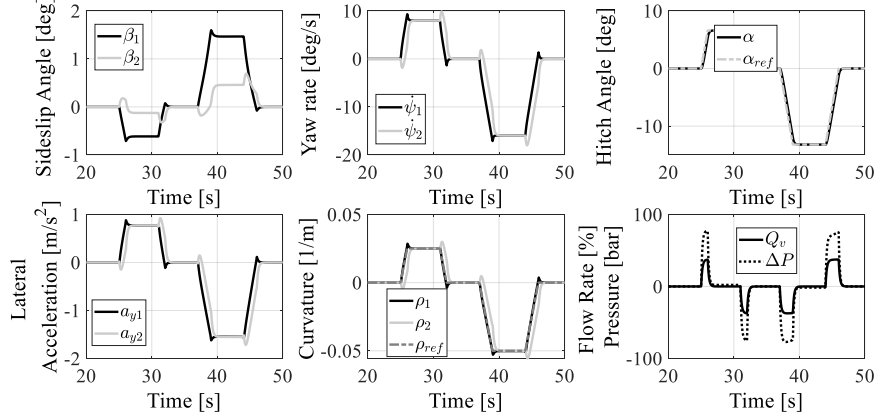 Sideslip Angle [deg]
2
1
0
-1
β1
β2
20 30 40 50
Time [s]
Yaw rate [deg/s]
10
0
-10
-20
ψ̇1
ψ̇2
20 30 40 50
Time [s]
Hitch Angle [deg]
10
0
-10
α
αref
20 30 40 50
Time [s]
Lateral
Acceleration [m/s²]
1
0
-1
-2
ay1
ay2
20 30 40 50
Time [s]
Curvature [1/m]
0.05
0
-0.05
ρ1
ρ2
ρref
20 30 40 50
Time [s]
Flow Rate [%]
Pressure [bar]
100
0
-100
Qv
ΔP
20 30 40 50
Time [s]